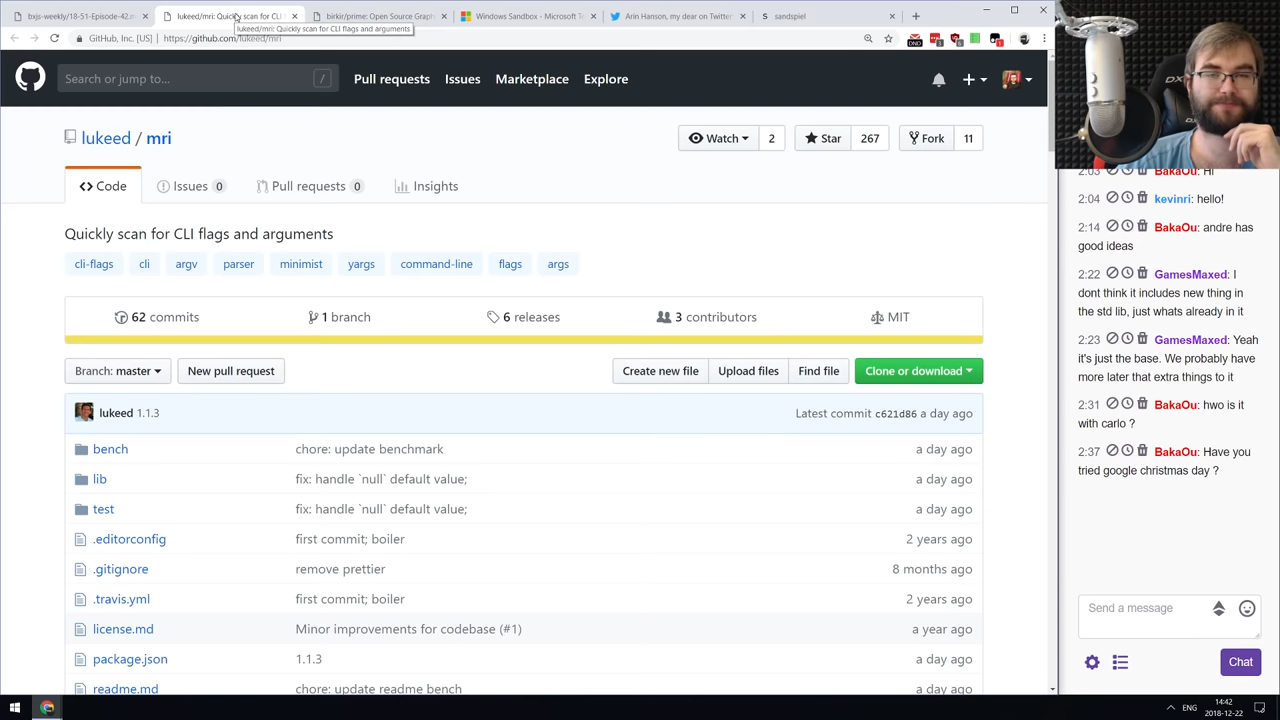 bxjs-weekly/18-51-Episode-42.m
lukeed/mri: Quickly scan for CLI f
birkir/prime: Open Source Graph
Windows Sandbox - Microsoft Te
Arin Hanson, my dear on Twitter
sandspiel
lukeed/mri: Quickly scan for CLI flags and arguments
GitHub, Inc. [US] | https://github.com/lukeed/mri
Search or jump to... /
Pull requests Issues Marketplace Explore
lukeed / mri
Watch 2 Star 267 Fork 11
Code Issues 0 Pull requests 0 Insights
Quickly scan for CLI flags and arguments
cli-flags cli argv parser minimist yargs command-line flags args
62 commits 1 branch 6 releases 3 contributors MIT
Branch: master New pull request Create new file Upload files Find file Clone or download
lukeed 1.1.3 Latest commit c621d86 a day ago
bench chore: update benchmark a day ago
lib fix: handle `null` default value; a day ago
test fix: handle `null` default value; a day ago
.editorconfig first commit; boiler 2 years ago
.gitignore remove prettier 8 months ago
.travis.yml first commit; boiler 2 years ago
license.md Minor improvements for codebase (#1) a year ago
package.json 1.1.3 a day ago
readme.md chore: update readme bench a day ago
DX
2:03 BakaOu: Hi
2:04 kevinri: hello!
2:14 BakaOu: andre has
good ideas
2:22 GamesMaxed: I
dont think it includes new thing in
the std lib, just whats already in it
2:23 GamesMaxed: Yeah
it's just the base. We probably have
more later that extra things to it
2:31 BakaOu: hwo is it
with carlo ?
2:37 BakaOu: Have you
tried google christmas day ?
Send a message
Chat
ENG
14:42
2018-12-22